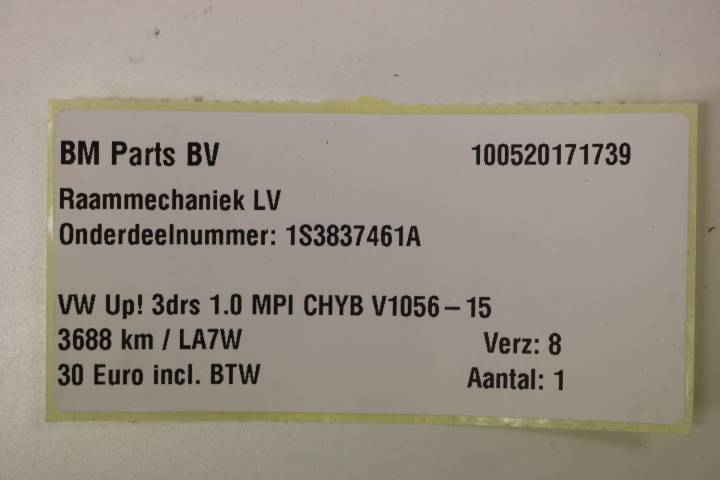 BM Parts BV 100520171739
Raammechaniek LV
Onderdeelnummer: 1S3837461A
VW Up! 3drs 1.0 MPI CHYB V1056-15
3688 km / LA7W Verz: 8
30 Euro incl. BTW Aantal: 1